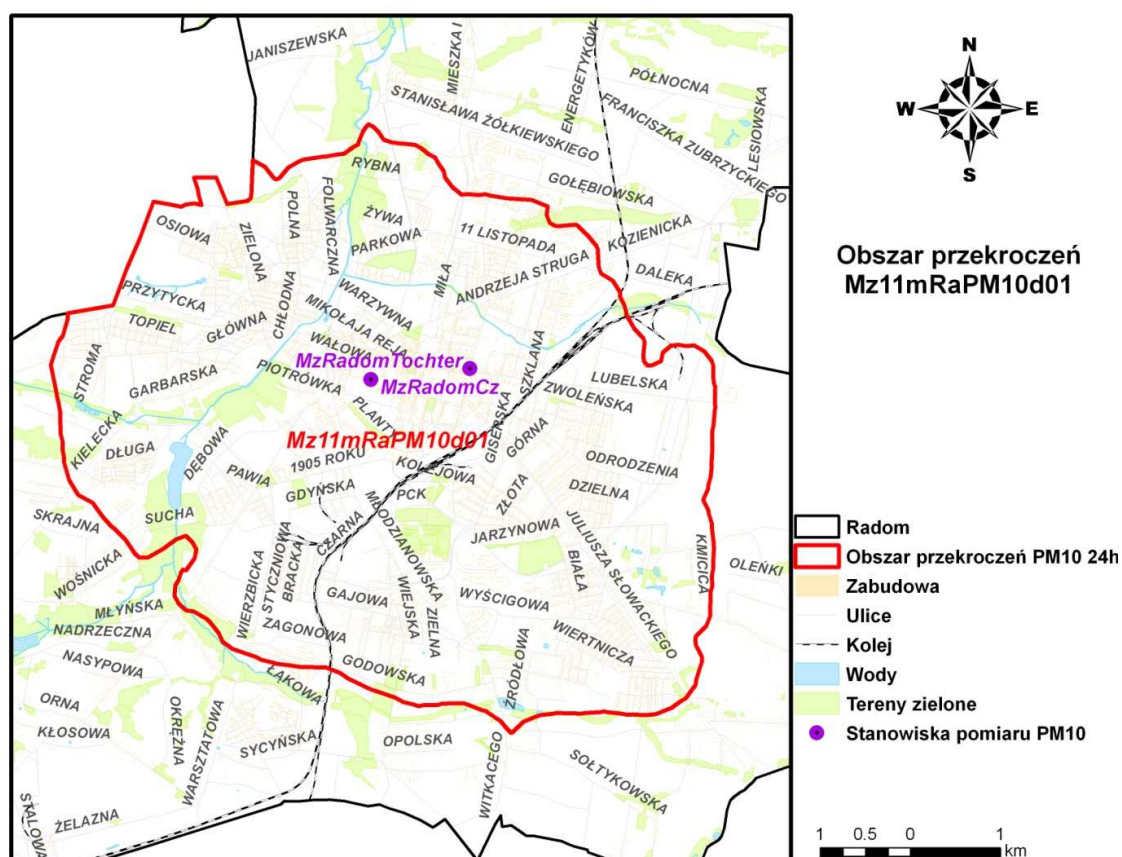 JANISZEWSKA
MIESZKA I
ENERGETYKÓW
PÓŁNOCNA
STANISŁAWA ŻÓŁKIEWSKIEGO
FRANCISZKA ZUBRZYCKIEGO
LESIOWSKA
RYBNA
GOŁĘBIOWSKA
OSIOWA
ZIELONA
POLNA
FOLWARCZNA
ŻYWA
PARKOWA
11 LISTOPADA
KOZIENICKA
DALEKA
ANDRZEJA STRUGA
MIŁA
PRZYTYCKA
TOPIEL
GŁÓWNA
CHŁODNA
WARZYWNA
MIKOŁAJA REJA
WAŁOWA
MzRadomTochter
MzRadomCz
STROMA
GARBARSKA
PIOTRÓWKA
PLANTY
SZKLANA
GISERSKA
LUBELSKA
ZWOLEŃSKA
GÓRNA
Mz11mRaPM10d01
KIELECKA
DŁUGA
DĘBOWA
PAWIA
1905 ROKU
GDYŃSKA
KOLEJOWA
PCK
ZŁOTA
ODRODZENIA
DZIELNA
SKRAJNA
SUCHA
CZARNA
MŁODZIANOWSKA
JARZYNOWA
JULIUSZA SŁOWACKIEGO
BIAŁA
KMICICA
OLEŃKI
WOŚNICKA
MŁYŃSKA
NADRZECZNA
NASYPOWA
WIERZBICKA
STYCZNIOWA
BRACKA
GAJOWA
WIEJSKA
ZIELNA
WYŚCIGOWA
WIERTNICZA
ZAGONOWA
GODOWSKA
ŹRÓDŁOWA
ŁĄKOWA
ORNA
KŁOSOWA
OKRĘŻNA
WARSZTATOWA
SYCYŃSKA
OPOLSKA
WITKACEGO
SOŁTYKOWSKA
STALOWA
ŻELAZNA
N
W
E
S
Obszar przekroczeń
Mz11mRaPM10d01
Radom
Obszar przekroczeń PM10 24h
Zabudowa
Ulice
Kolej
Wody
Tereny zielone
Stanowiska pomiaru PM10
1 0.5 0 1
km